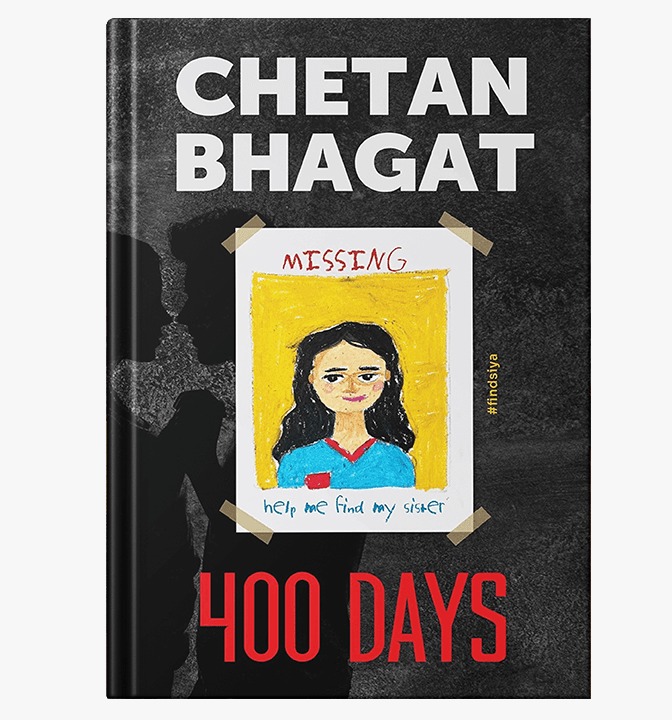 CHETAN
BHAGAT
MISSING
#findsiya
help me find my sister
400 DAYS